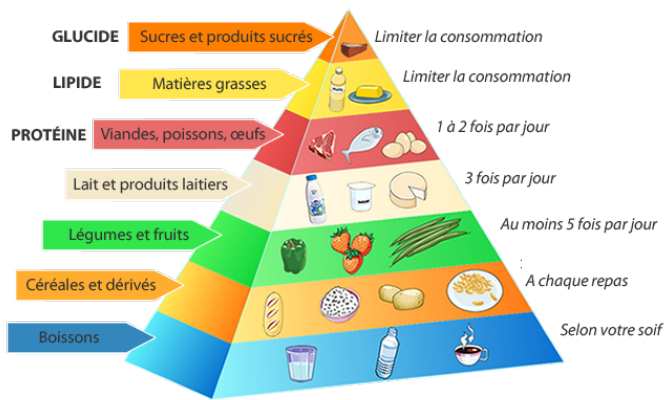 GLUCIDE Sucres et produits sucrés Limiter la consommation
LIPIDE Matières grasses Limiter la consommation
PROTÉINE Viandes, poissons, œufs 1 à 2 fois par jour
Lait et produits laitiers 3 fois par jour
Légumes et fruits Au moins 5 fois par jour
:
Céréales et dérivés A chaque repas
Boissons Selon votre soif